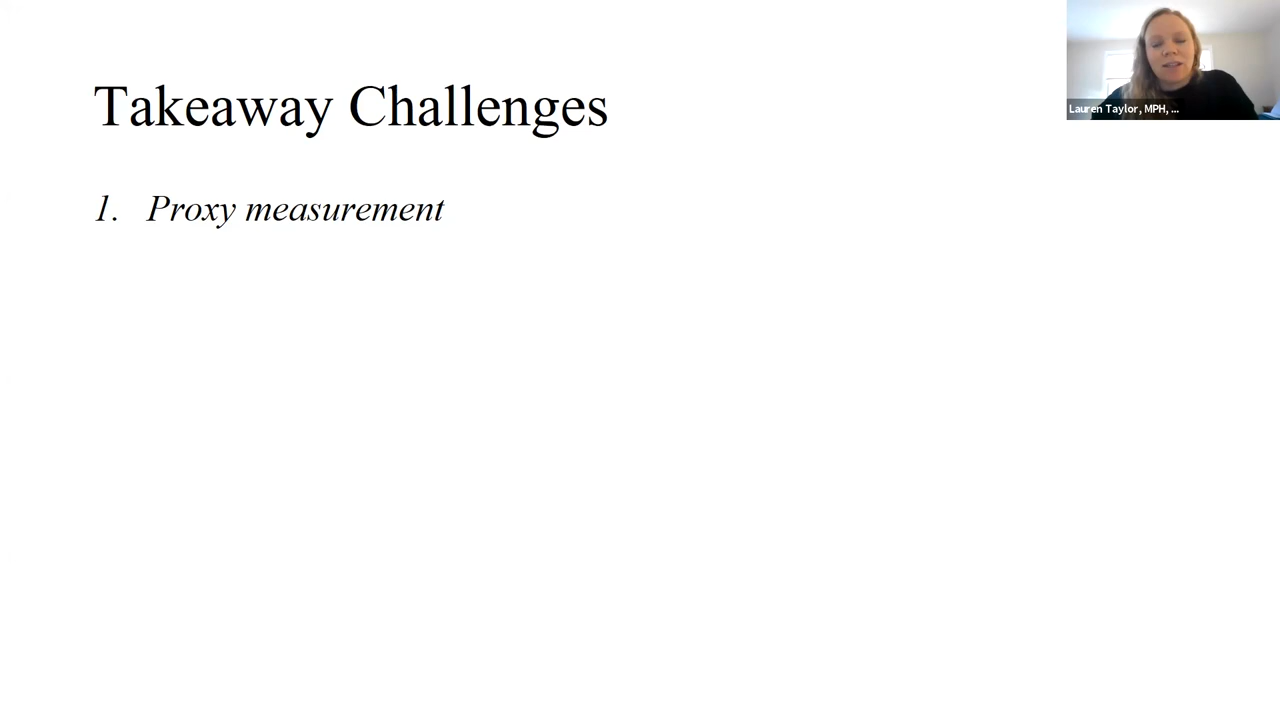 Takeaway Challenges
1. Proxy measurement
Lauren Taylor, MPH, ...